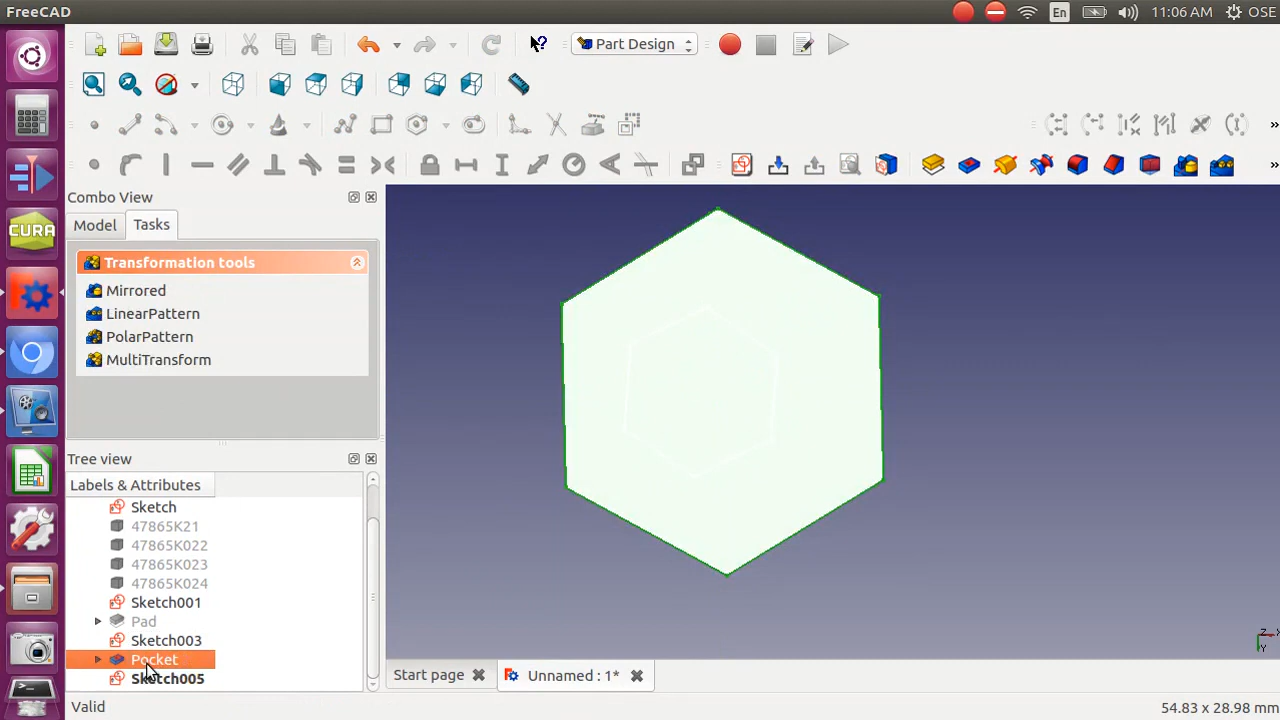 FreeCAD
En
11:06 AM
OSE
Part Design
Combo View
Model
Tasks
Transformation tools
Mirrored
LinearPattern
PolarPattern
MultiTransform
CURA
Tree view
Labels & Attributes
Sketch
47865K21
47865K022
47865K023
47865K024
Sketch001
Pad
Sketch003
Pocket
Sketch005
Start page
Unnamed : 1*
Valid
54.83 x 28.98 mm